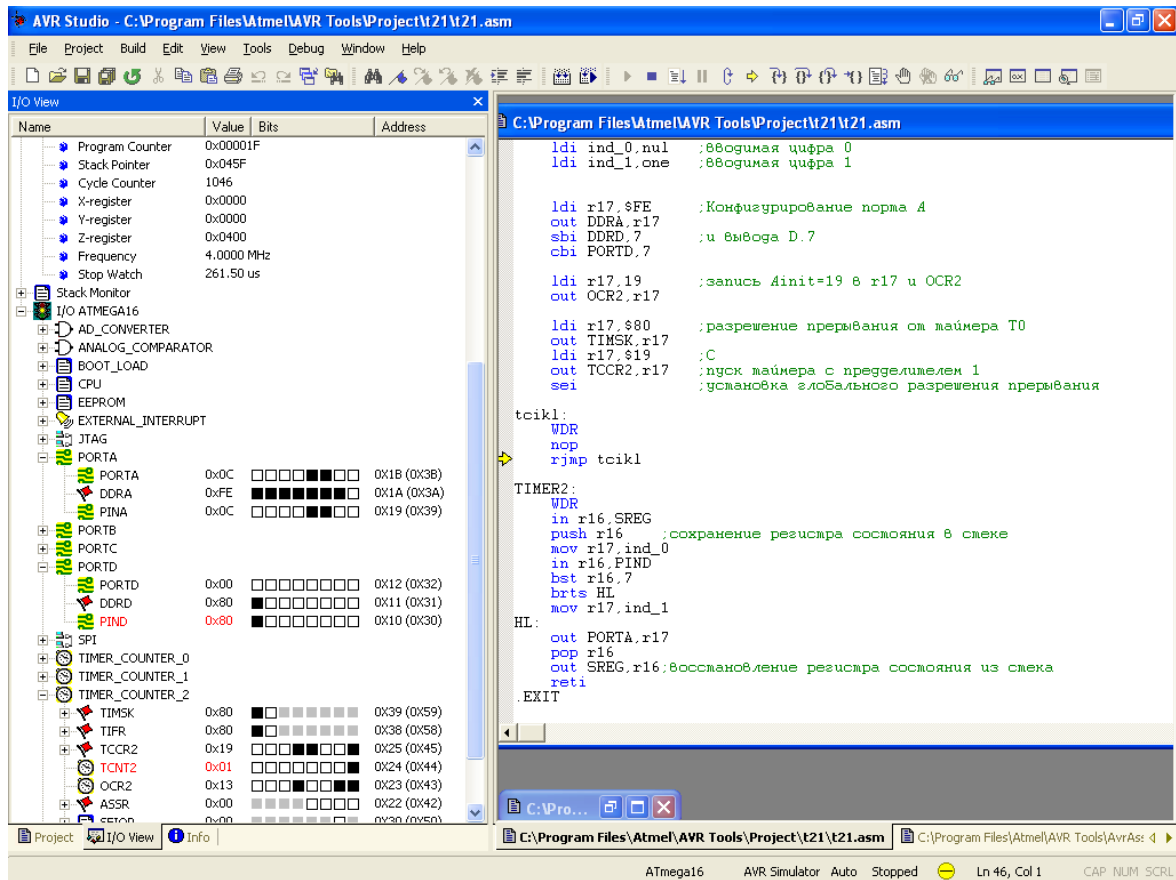 AVR Studio - C:\Program Files\Atmel\AVR Tools\Project\t21\t21.asm
File Project Build Edit View Tools Debug Window Help
I/O View
Name Value Bits Address
Program Counter 0x00001F
Stack Pointer 0x045F
Cycle Counter 1046
X-register 0x0000
Y-register 0x0000
Z-register 0x0400
Frequency 4.0000 MHz
Stop Watch 261.50 us
Stack Monitor
I/O ATMEGA16
AD_CONVERTER
ANALOG_COMPARATOR
BOOT_LOAD
CPU
EEPROM
EXTERNAL_INTERRUPT
JTAG
PORTA
PORTA 0x0C 0X1B (0X3B)
DDRA 0xFE 0X1A (0X3A)
PINA 0x0C 0X19 (0X39)
PORTB
PORTC
PORTD
PORTD 0x00 0X12 (0X32)
DDRD 0x80 0X11 (0X31)
PIND 0x80 0X10 (0X30)
SPI
TIMER_COUNTER_0
TIMER_COUNTER_1
TIMER_COUNTER_2
TIMSK 0x80 0X39 (0X59)
TIFR 0x80 0X38 (0X58)
TCCR2 0x19 0X25 (0X45)
TCNT2 0x01 0X24 (0X44)
OCR2 0x13 0X23 (0X43)
ASSR 0x00 0X22 (0X42)
SFIOR 0x00 0X30 (0X50)
Project I/O View Info
C:\Program Files\Atmel\AVR Tools\Project\t21\t21.asm
ldi ind_0,nul ;вводимая цифра 0
ldi ind_1,one ;вводимая цифра 1
ldi r17,$FE ;Конфигурирование порта A
out DDRA,r17
sbi DDRD,7 ;и вывода D.7
cbi PORTD,7
ldi r17,19 ;запись Ainit=19 в r17 и OCR2
out OCR2,r17
ldi r17,$80 ;разрешение прерывания от таймера T0
out TIMSK,r17
ldi r17,$19 ;C
out TCCR2,r17 ;пуск таймера с предделителем 1
sei ;установка глобального разрешения прерывания
tcikl:
WDR
nop
rjmp tcikl
TIMER2:
WDR
in r16,SREG
push r16 ;сохранение регистра состояния в стеке
mov r17,ind_0
in r16,PIND
bst r16,7
brts HL
mov r17,ind_1
HL:
out PORTA,r17
pop r16
out SREG,r16;восстановление регистра состояния из стека
reti
.EXIT
C:\Pro...
C:\Program Files\Atmel\AVR Tools\Project\t21\t21.asm C:\Program Files\Atmel\AVR Tools\AvrAs:
ATmega16 AVR Simulator Auto Stopped Ln 46, Col 1 CAP NUM SCRL